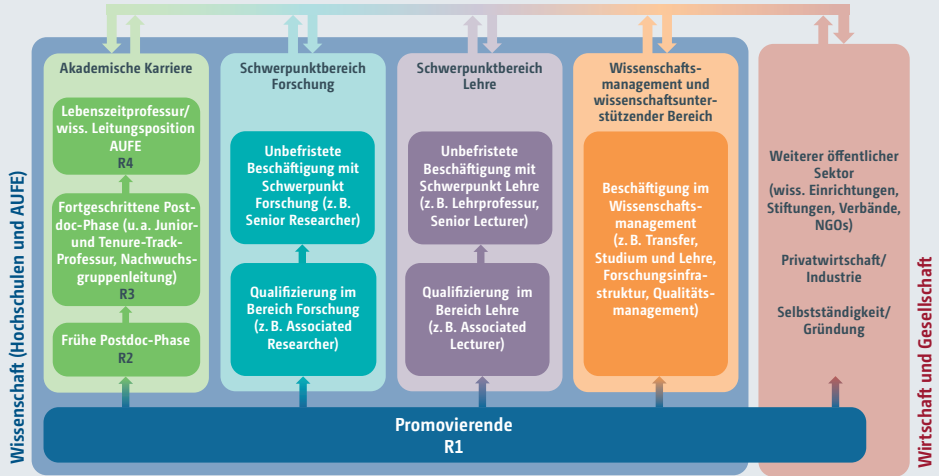 Wissenschaft (Hochschulen und AUFE)
Akademische Karriere
Lebenszeitprofessur/
wiss. Leitungsposition
AUFE
R4
Fortgeschrittene Post-
doc-Phase (u. a. Junior-
und Tenure-Track-
Professur, Nachwuchs-
gruppenleitung)
R3
Frühe Postdoc-Phase
R2
Schwerpunktbereich
Forschung
Unbefristete
Beschäftigung mit
Schwerpunkt
Forschung (z. B.
Senior Researcher)
Qualifizierung im
Bereich Forschung
(z. B. Associated
Researcher)
Schwerpunktbereich
Lehre
Unbefristete
Beschäftigung mit
Schwerpunkt Lehre
(z. B. Lehrprofessur,
Senior Lecturer)
Qualifizierung im
Bereich Lehre
(z. B. Associated
Lecturer)
Wissenschafts-
management und
wissenschaftsunter-
stützender Bereich
Beschäftigung im
Wissenschafts-
management
(z. B. Transfer,
Studium und Lehre,
Forschungsinfra-
struktur, Qualitäts-
management)
Weiterer öffentlicher
Sektor
(wiss. Einrichtungen,
Stiftungen, Verbände,
NGOs)
Privatwirtschaft/
Industrie
Selbstständigkeit/
Gründung
Wirtschaft und Gesellschaft
Promovierende
R1